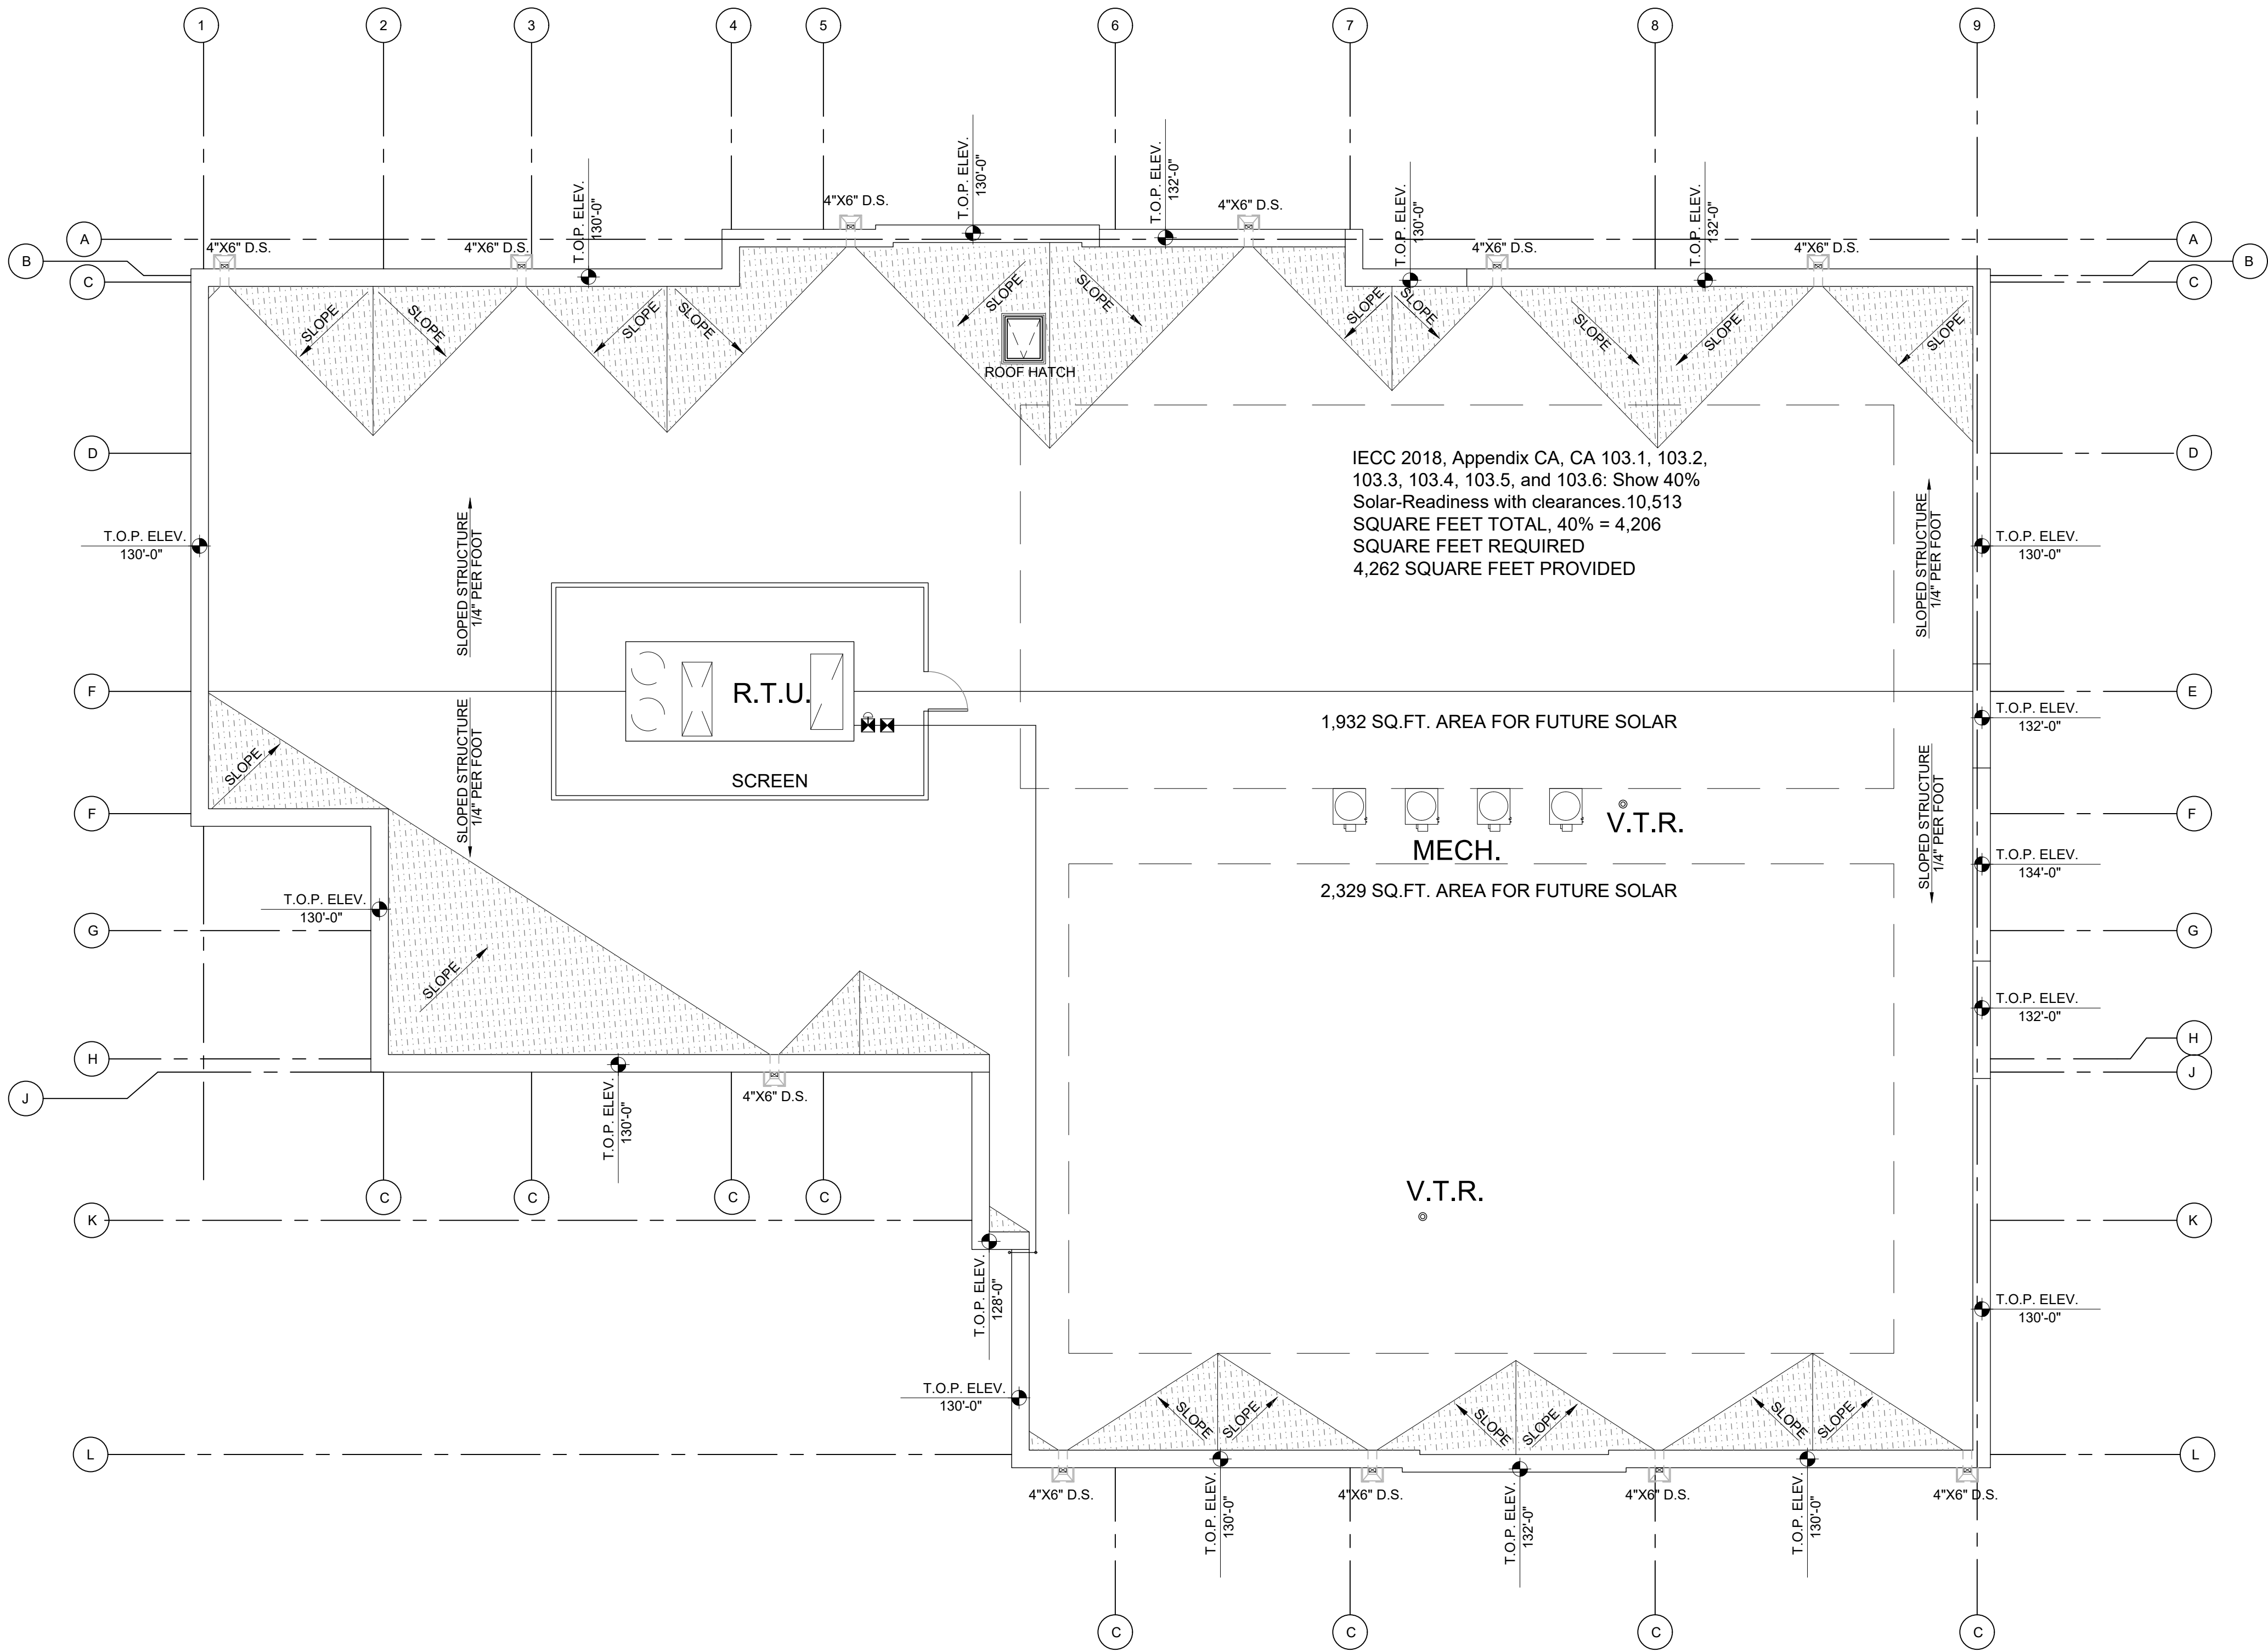 1
2
3
4
5
6
7
8
9
T.O.P. ELEV.
130'-0"
T.O.P. ELEV.
130'-0"
T.O.P. ELEV.
132'-0"
T.O.P. ELEV.
130'-0"
T.O.P. ELEV.
132'-0"
4"X6" D.S.
4"X6" D.S.
4"X6" D.S.
4"X6" D.S.
4"X6" D.S.
4"X6" D.S.
A
A
B
B
C
C
SLOPE
SLOPE
SLOPE
SLOPE
SLOPE
SLOPE
SLOPE
SLOPE
SLOPE
SLOPE
SLOPE
ROOF HATCH
D
D
IECC 2018, Appendix CA, CA 103.1, 103.2,
103.3, 103.4, 103.5, and 103.6: Show 40%
Solar-Readiness with clearances.10,513
SQUARE FEET TOTAL, 40% = 4,206
SQUARE FEET REQUIRED
4,262 SQUARE FEET PROVIDED
T.O.P. ELEV.
130'-0"
SLOPED STRUCTURE
1/4" PER FOOT
SLOPED STRUCTURE
1/4" PER FOOT
T.O.P. ELEV.
130'-0"
F
R.T.U.
E
SLOPED STRUCTURE
1/4" PER FOOT
SLOPE
SCREEN
1,932 SQ.FT. AREA FOR FUTURE SOLAR
T.O.P. ELEV.
132'-0"
F
V.T.R.
MECH.
SLOPED STRUCTURE
1/4" PER FOOT
F
T.O.P. ELEV.
134'-0"
2,329 SQ.FT. AREA FOR FUTURE SOLAR
T.O.P. ELEV.
130'-0"
G
G
SLOPE
T.O.P. ELEV.
132'-0"
H
H
J
J
4"X6" D.S.
T.O.P. ELEV.
130'-0"
C
C
C
C
V.T.R.
K
K
T.O.P. ELEV.
128'-0"
T.O.P. ELEV.
130'-0"
T.O.P. ELEV.
130'-0"
SLOPE
SLOPE
SLOPE
SLOPE
SLOPE
SLOPE
L
L
4"X6" D.S.
4"X6" D.S.
4"X6" D.S.
4"X6" D.S.
T.O.P. ELEV.
130'-0"
T.O.P. ELEV.
132'-0"
T.O.P. ELEV.
130'-0"
C
C
C
C